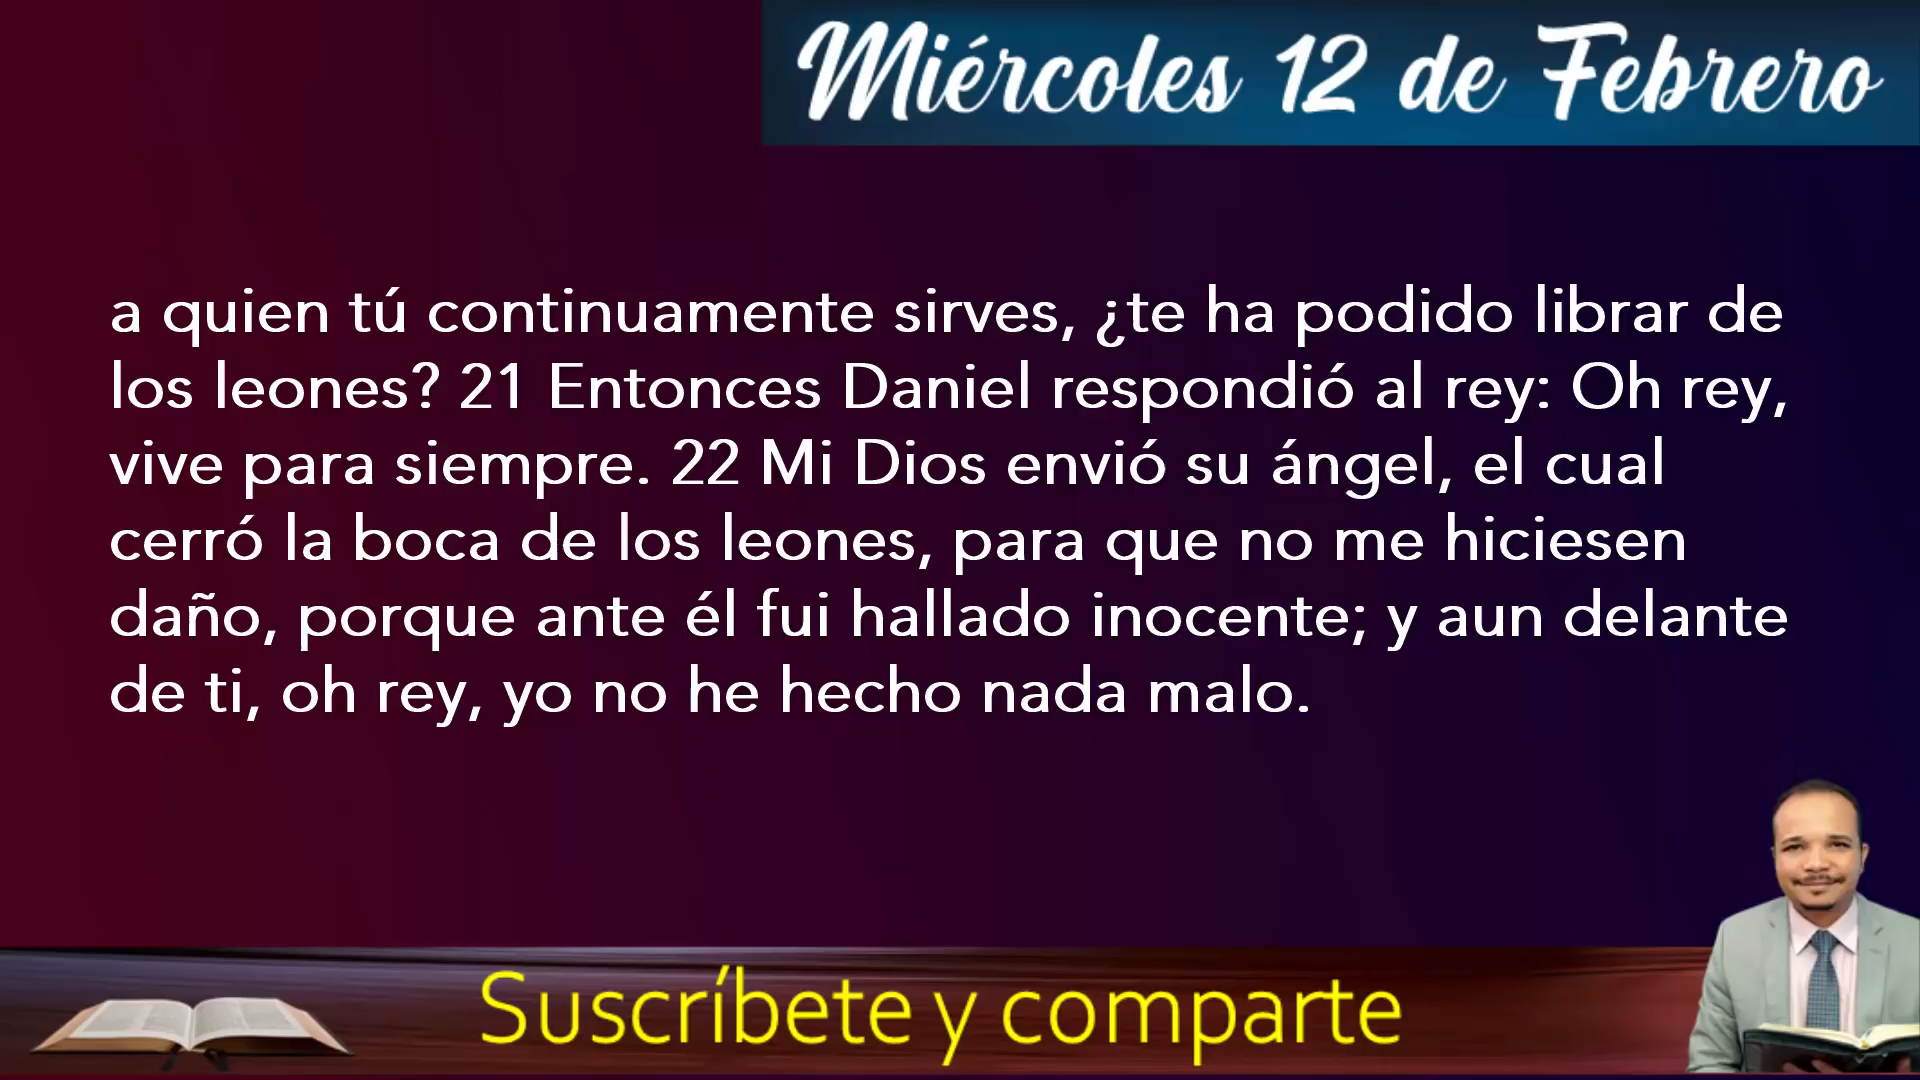 Miércoles 12 de Febrero
a quien tú continuamente sirves, ¿te ha podido librar de
los leones? 21 Entonces Daniel respondió al rey: Oh rey,
vive para siempre. 22 Mi Dios envió su ángel, el cual
cerró la boca de los leones, para que no me hiciesen
daño, porque ante él fui hallado inocente; y aun delante
de ti, oh rey, yo no he hecho nada malo.
Suscríbete y comparte